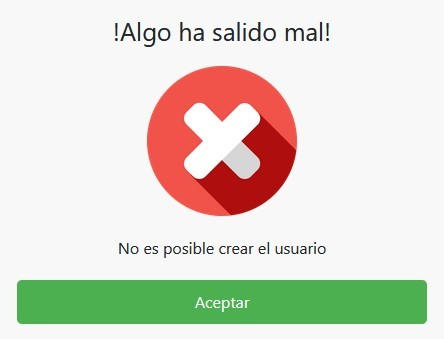 !Algo ha salido mal!
No es posible crear el usuario
Aceptar